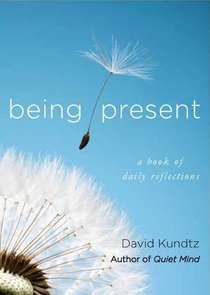 being present
a book of
daily reflections
David Kundtz
Author of Quiet Mind